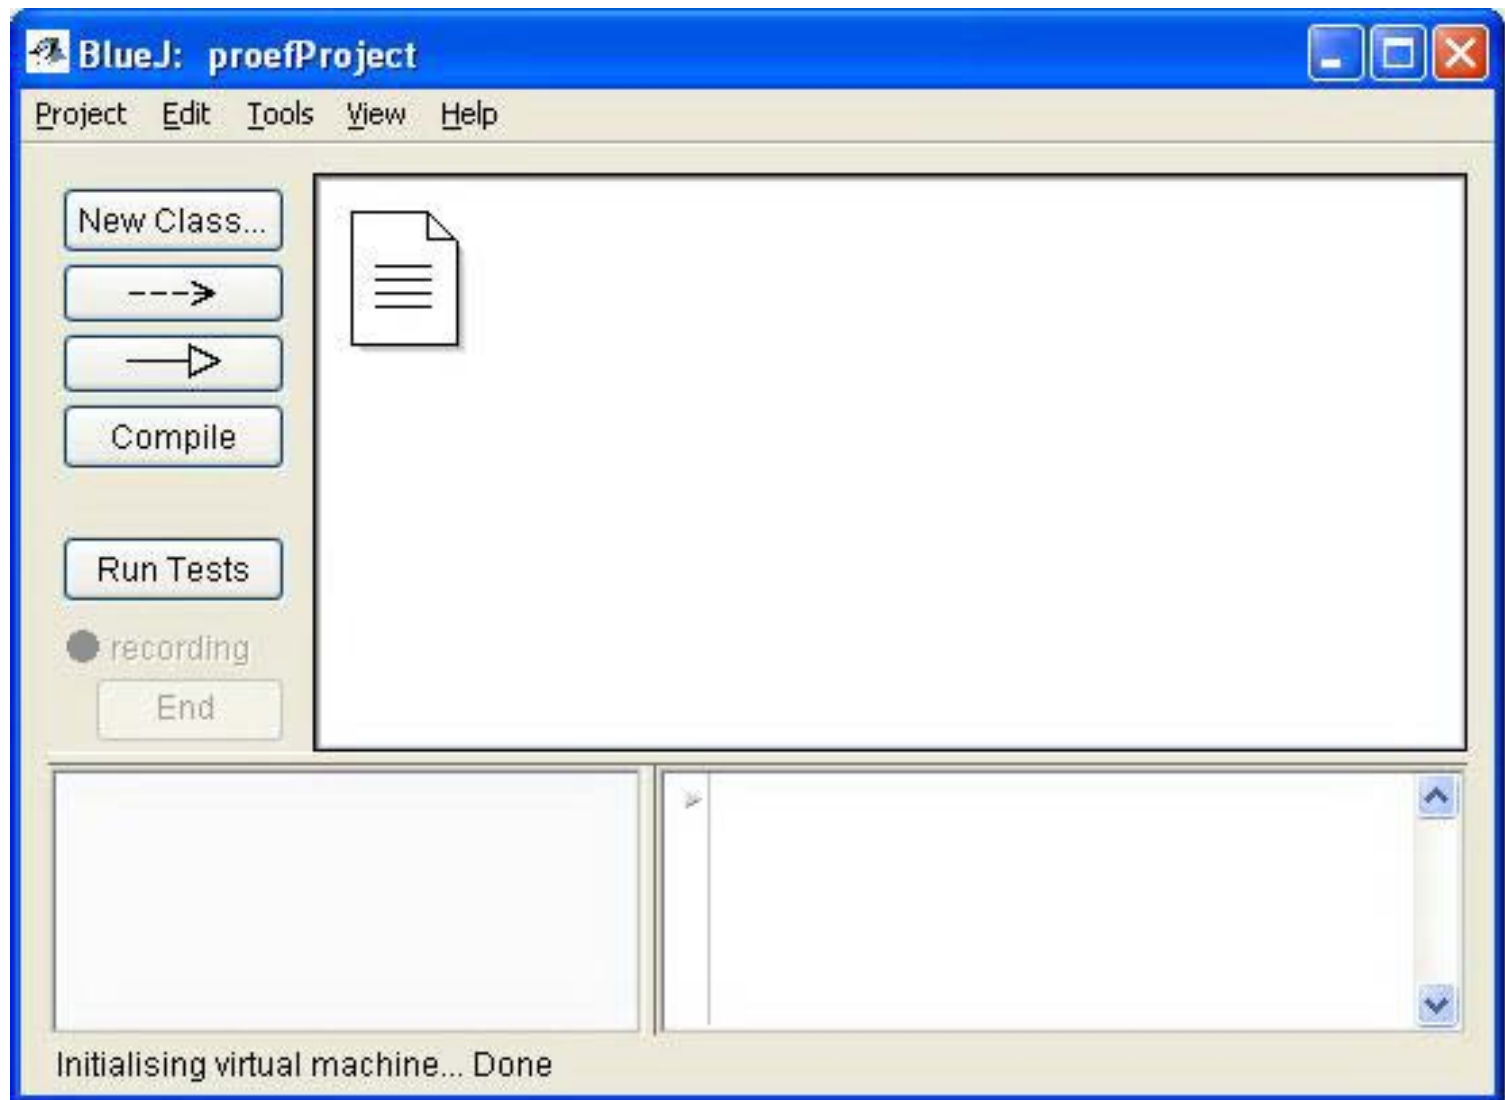 BlueJ: proefProject
Project Edit Tools View Help
New Class...
Compile
Run Tests
recording
End
Initialising virtual machine... Done